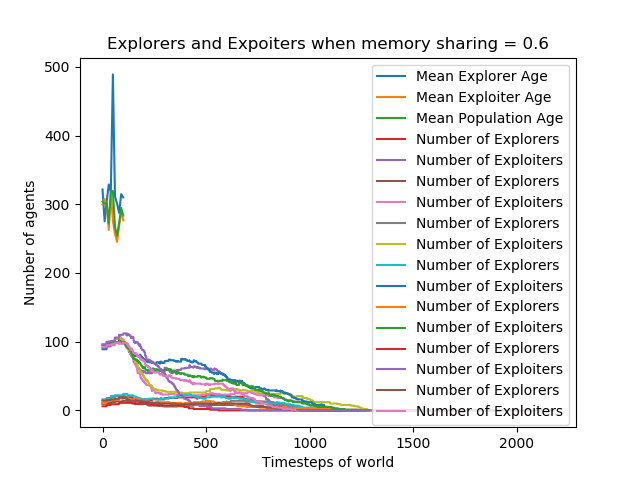 Explorers and Expoiters when memory sharing = 0.6
500
400
300
200
100
0
Number of agents
Mean Explorer Age
Mean Exploiter Age
Mean Population Age
Number of Explorers
Number of Exploiters
Number of Explorers
Number of Exploiters
Number of Explorers
Number of Exploiters
Number of Explorers
Number of Exploiters
Number of Explorers
Number of Exploiters
Number of Explorers
Number of Exploiters
Number of Explorers
Number of Exploiters
0 500 1000 1500 2000
Timesteps of world